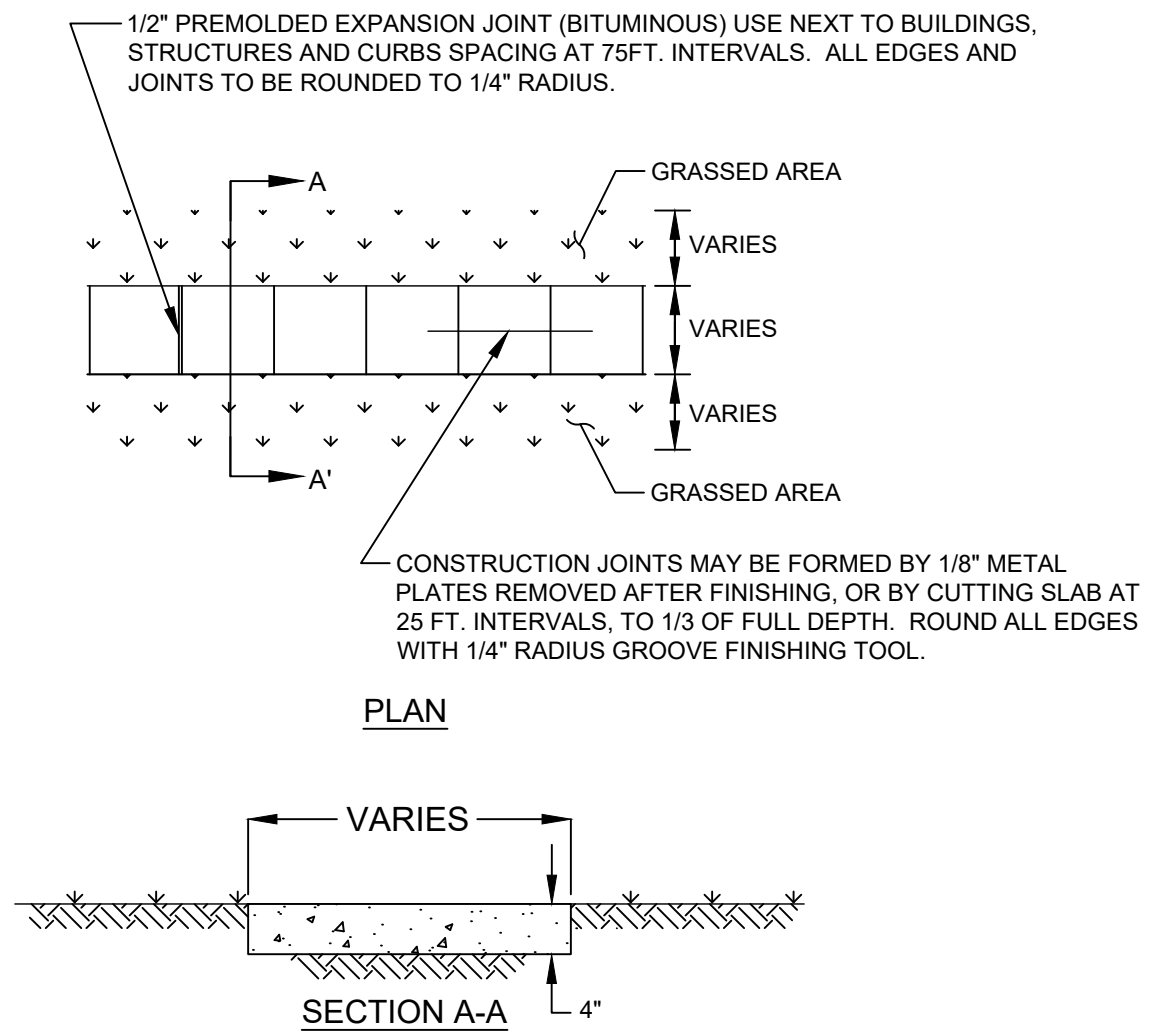 1/2" PREMOLDED EXPANSION JOINT (BITUMINOUS) USE NEXT TO BUILDINGS,
STRUCTURES AND CURBS SPACING AT 75FT. INTERVALS. ALL EDGES AND
JOINTS TO BE ROUNDED TO 1/4" RADIUS.
A
GRASSED AREA
VARIES
VARIES
VARIES
A'
GRASSED AREA
CONSTRUCTION JOINTS MAY BE FORMED BY 1/8" METAL
PLATES REMOVED AFTER FINISHING, OR BY CUTTING SLAB AT
25 FT. INTERVALS, TO 1/3 OF FULL DEPTH. ROUND ALL EDGES
WITH 1/4" RADIUS GROOVE FINISHING TOOL.
PLAN
VARIES
4"
SECTION A-A